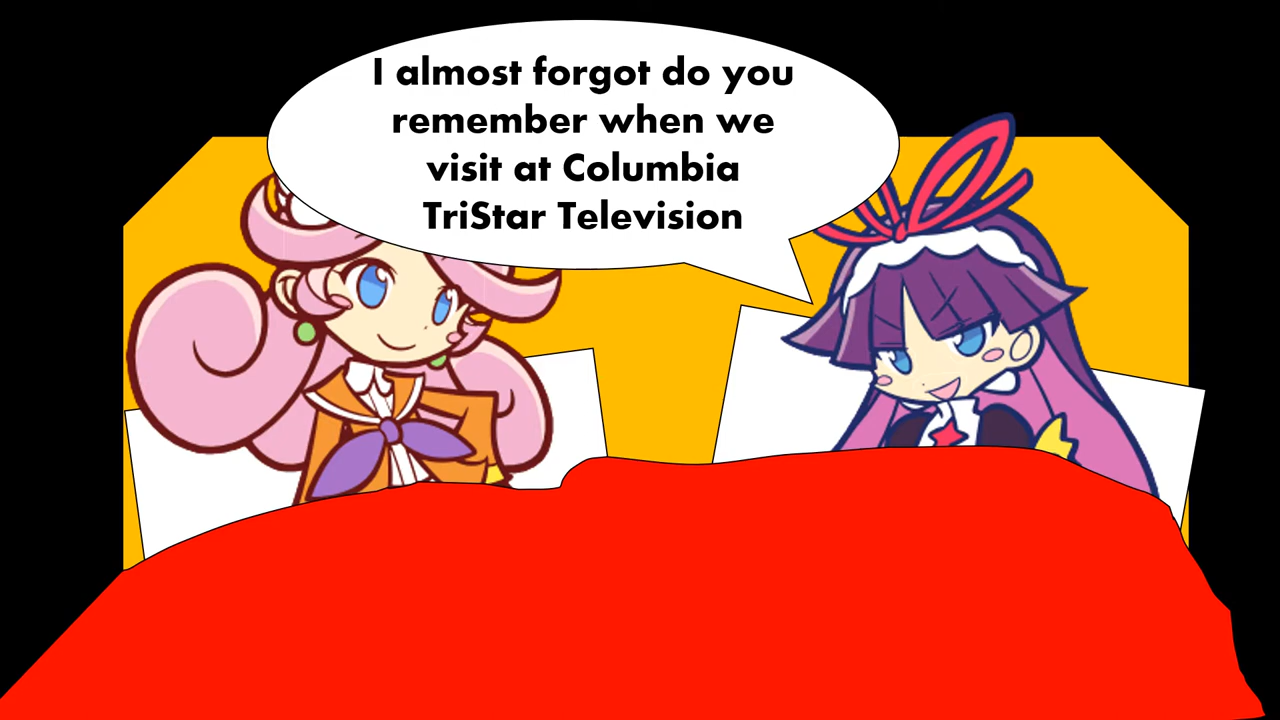 I almost forgot do you
remember when we
visit at Columbia
TriStar Television